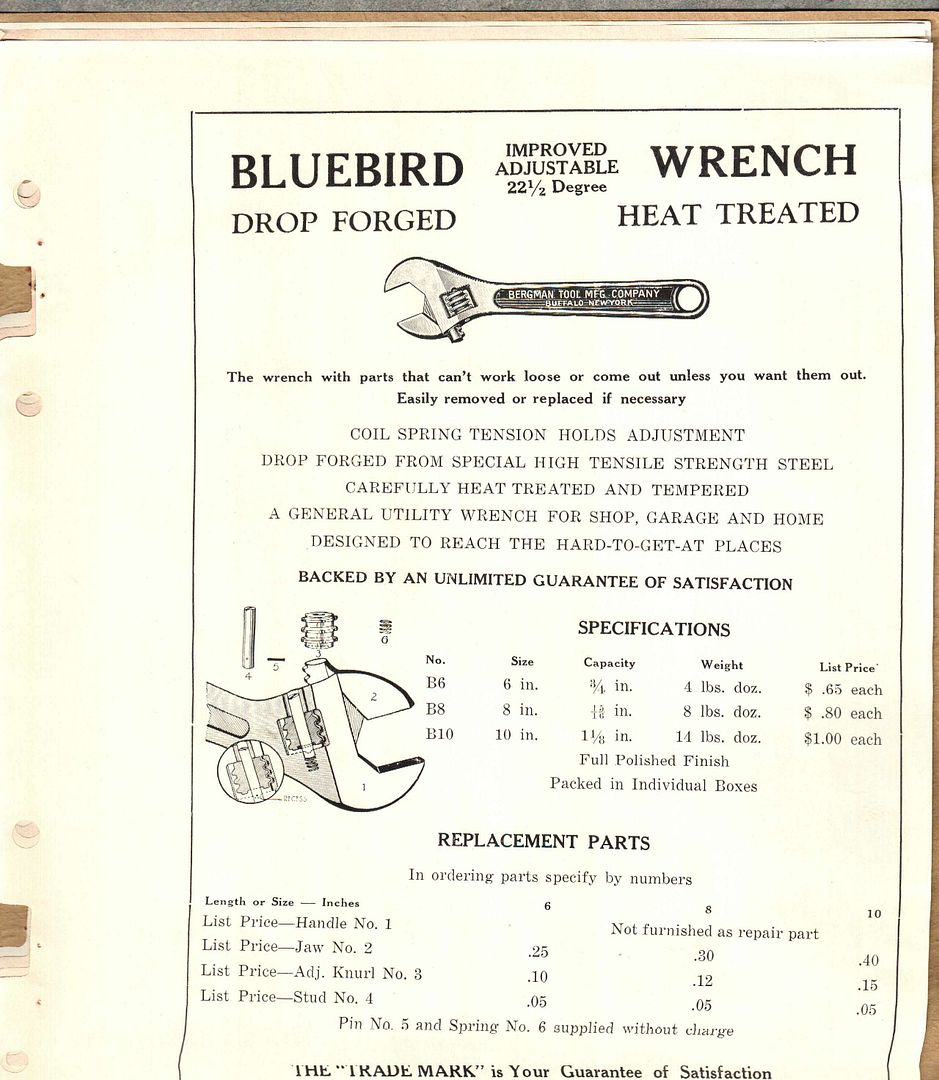 BLUEBIRD IMPROVED ADJUSTABLE 22½ Degree WRENCH
DROP FORGED HEAT TREATED
BERGMAN TOOL MFG. COMPANY
BUFFALO-NEW YORK
The wrench with parts that can't work loose or come out unless you want them out.
Easily removed or replaced if necessary
COIL SPRING TENSION HOLDS ADJUSTMENT
DROP FORGED FROM SPECIAL HIGH TENSILE STRENGTH STEEL
CAREFULLY HEAT TREATED AND TEMPERED
A GENERAL UTILITY WRENCH FOR SHOP, GARAGE AND HOME
DESIGNED TO REACH THE HARD-TO-GET-AT PLACES
BACKED BY AN UNLIMITED GUARANTEE OF SATISFACTION
4
5
3
6
2
1
RECESS
SPECIFICATIONS
No. Size Capacity Weight List Price
B6 6 in. ¾ in. 4 lbs. doz. $ .65 each
B8 8 in. 15/16 in. 8 lbs. doz. $ .80 each
B10 10 in. 1⅛ in. 14 lbs. doz. $1.00 each
Full Polished Finish
Packed in Individual Boxes
REPLACEMENT PARTS
In ordering parts specify by numbers
Length or Size — Inches 6 8 10
List Price—Handle No. 1 Not furnished as repair part
List Price—Jaw No. 2 .25 .30 .40
List Price—Adj. Knurl No. 3 .10 .12 .15
List Price—Stud No. 4 .05 .05 .05
Pin No. 5 and Spring No. 6 supplied without charge
THE "TRADE MARK" is Your Guarantee of Satisfaction